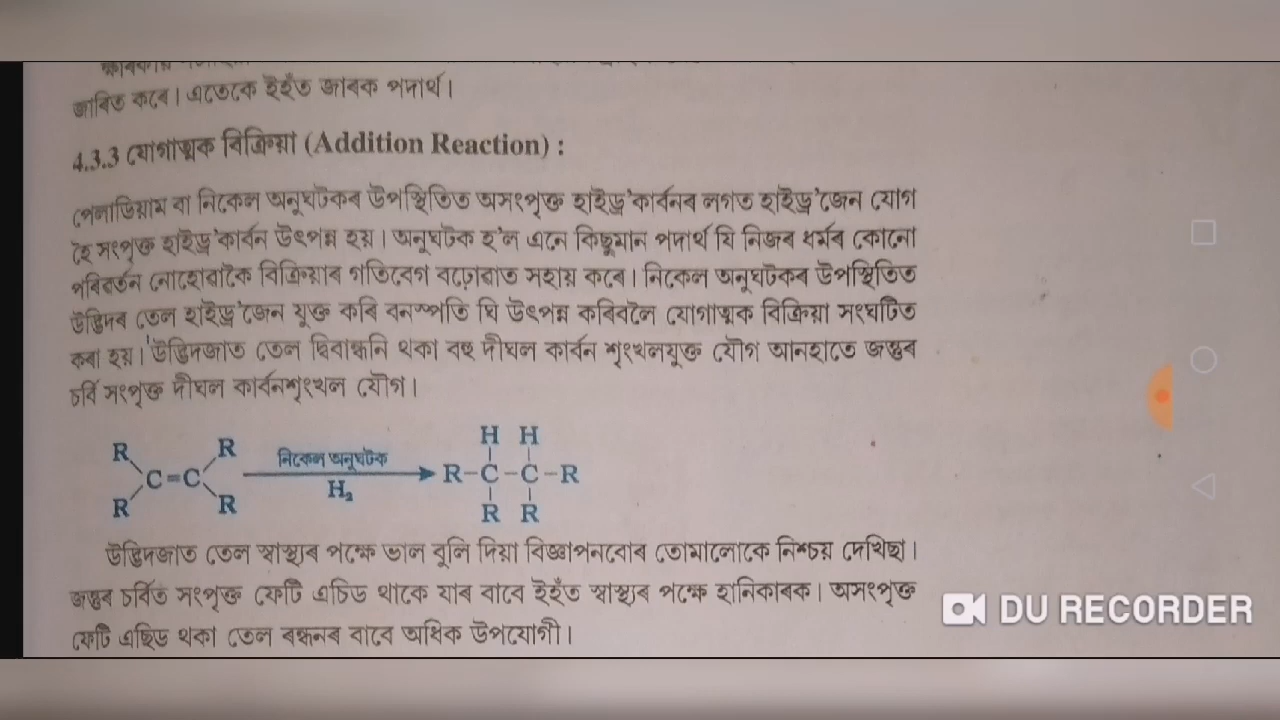 জাৰিত কৰে। এতেকে ইহঁত জাৰক পদাৰ্থ।
4.3.3 যোগাত্মক বিক্ৰিয়া (Addition Reaction) :
পেলাডিয়াম বা নিকেল অনুঘটকৰ উপস্থিতিত অসংপৃক্ত হাইড্ৰ'কাৰ্বনৰ লগত হাইড্ৰ'জেন যোগ
হৈ সংপৃক্ত হাইড্ৰ'কাৰ্বন উৎপন্ন হয়। অনুঘটক হ'ল এনে কিছুমান পদাৰ্থ যি নিজৰ ধৰ্মৰ কোনো
পৰিবৰ্তন নোহোৱাকৈ বিক্ৰিয়াৰ গতিবেগ বঢ়োৱাত সহায় কৰে। নিকেল অনুঘটকৰ উপস্থিতিত
উদ্ভিদৰ তেল হাইড্ৰ'জেন যুক্ত কৰি বনস্পতি ঘি উৎপন্ন কৰিবলৈ যোগাত্মক বিক্ৰিয়া সংঘটিত
কৰা হয়। উদ্ভিদজাত তেল দ্বিবান্ধনি থকা বহু দীঘল কাৰ্বন শৃংখলযুক্ত যৌগ আনহাতে জন্তুৰ
চৰ্বি সংপৃক্ত দীঘল কাৰ্বনশৃংখল যৌগ।
H H
R R
নিকেল অনুঘটক
C=C R-C-C-R
H₂
R R R R
উদ্ভিদজাত তেল স্বাস্থ্যৰ পক্ষে ভাল বুলি দিয়া বিজ্ঞাপনবোৰ তোমালোকে নিশ্চয় দেখিছা।
জন্তুৰ চৰ্বিত সংপৃক্ত ফেটি এচিড থাকে যাৰ বাবে ইহঁত স্বাস্থ্যৰ পক্ষে হানিকাৰক। অসংপৃক্ত
ফেটি এছিড থকা তেল ৰন্ধনৰ বাবে অধিক উপযোগী।
DU RECORDER